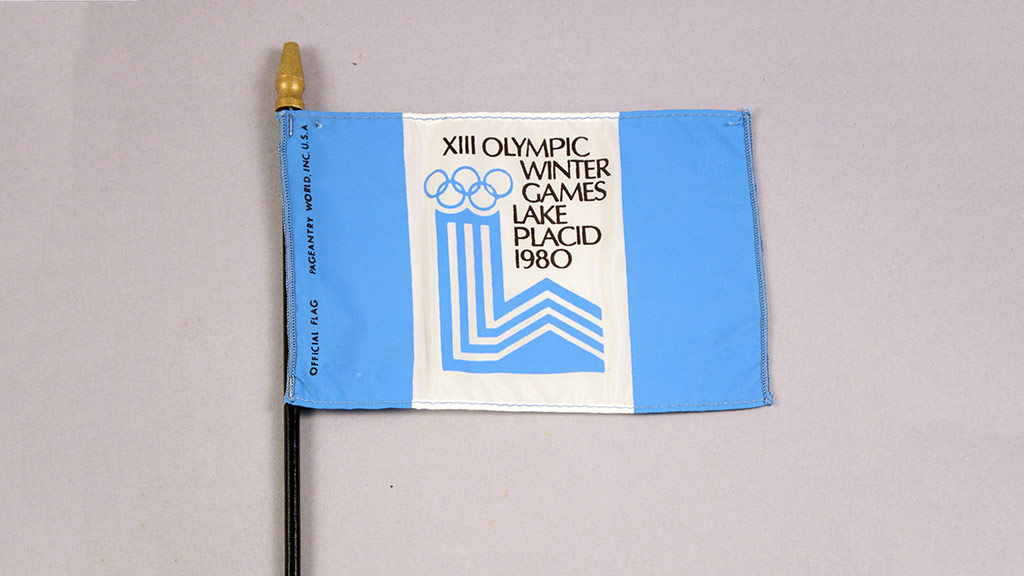 XIII OLYMPIC
WINTER
GAMES
LAKE
PLACID
1980
OFFICIAL FLAG PAGEANTRY WORLD, INC. U.S.A